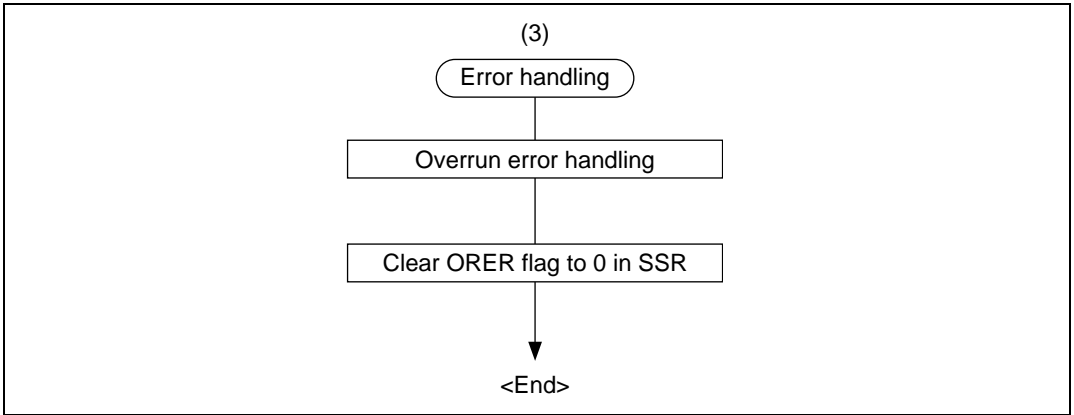 (3)
Error handling
Overrun error handling
Clear ORER flag to 0 in SSR
<End>